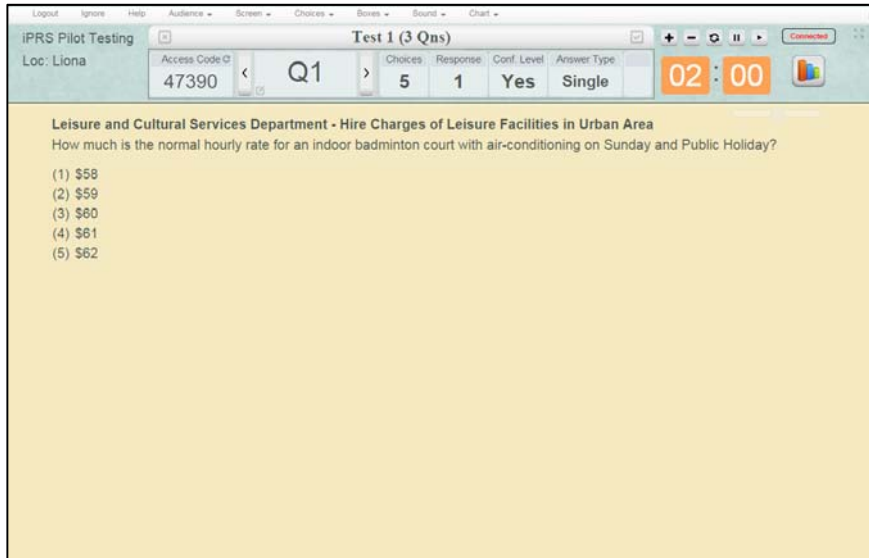 Logout Ignore Help Audience Screen Choices Boxes Sound Chart
iPRS Pilot Testing
Test 1 (3 Qns)
Connected
Loc: Liona
Access Code
47390
Q1
Choices
5
Response
1
Conf. Level
Yes
Answer Type
Single
02 : 00
Leisure and Cultural Services Department - Hire Charges of Leisure Facilities in Urban Area
How much is the normal hourly rate for an indoor badminton court with air-conditioning on Sunday and Public Holiday?
(1) $58
(2) $59
(3) $60
(4) $61
(5) $62